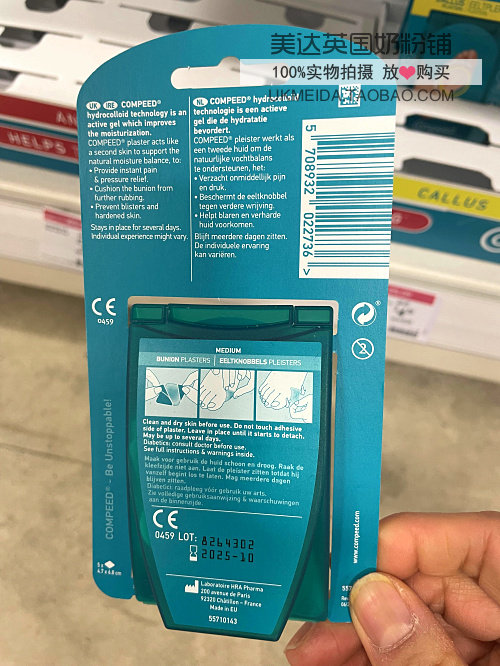 美达英国奶粉铺
100%实物拍摄 放❤购买
UKMEIDA.TAOBAO.COM
UK IRE COMPEED®
hydrocolloid technology is an
active gel which improves
the moisturization.
COMPEED® plaster acts like
a second skin to support the
natural moisture balance, to:
• Provide instant pain
& pressure relief.
• Cushion the bunion from
further rubbing.
• Prevent blisters and
hardened skin.
Stays in place for several days.
Individual experience might vary.
NL COMPEED® hydrocolloid
technologie is een actieve
gel die de hydratatie
bevordert.
COMPEED® pleister werkt als
een tweede huid om de
natuurlijke vochtbalans
te ondersteunen, het:
• Verzacht onmiddellijk pijn
en druk.
• Beschermt de eeltknobbel
tegen verdere wrijving.
• Helpt blaren en verharde
huid voorkomen.
Blijft meerdere dagen zitten.
De individuele ervaring
kan variëren.
5 708932 022736 >
CALLUS
HELPS
CE
0459
MEDIUM
BUNION PLASTERS EELTKNOBBELS PLEISTERS
Clean and dry skin before use. Do not touch adhesive
side of plaster. Leave in place until it starts to detach.
May be up to several days.
Diabetics: consult doctor before use.
See full instructions & warnings inside.
Maak voor gebruik de huid schoon en droog. Raak de
kleefzijde niet aan. Laat de pleister zitten totdat hij
vanzelf begint los te laten. Mag meerdere dagen
blijven zitten.
Diabetici: raadpleeg vóór gebruik uw arts.
Zie volledige gebruiksaanwijzing & waarschuwingen
aan de binnenzijde.
CE
0459 LOT: 8264302
2025-10
Laboratoire HRA Pharma
200 avenue de Paris
92320 Châtillon – France
Made in EU
55710143
COMPEED® - Be Unstoppable!
5 x
4.7 x 6.8 cm
www.compeed.com